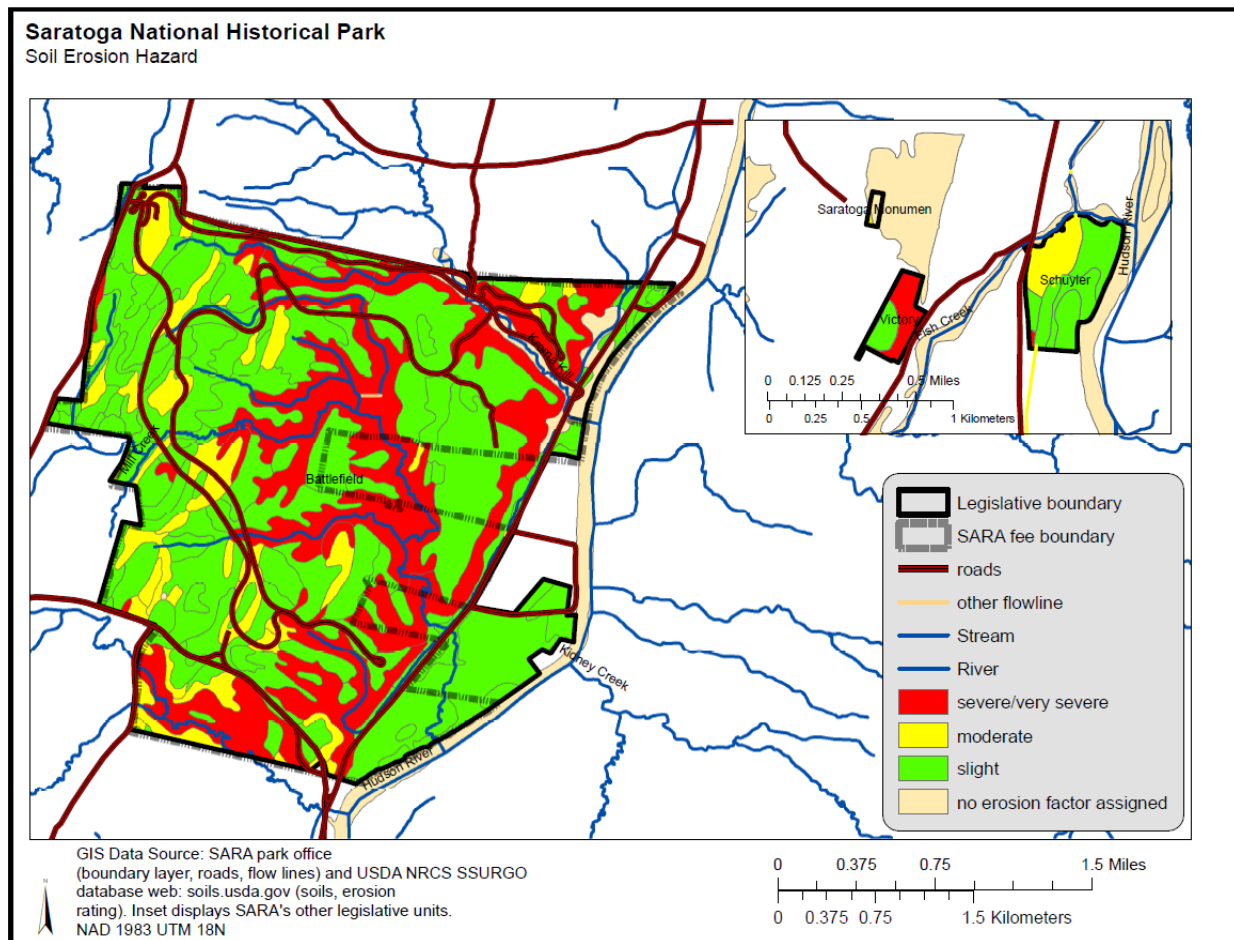 Saratoga National Historical Park
Soil Erosion Hazard
Saratoga Monumen
Hudson River
Schuyler
Victory
Fish Creek
0 0.125 0.25 0.5 Miles
0 0.25 0.5 1 Kilometers
Kroma Kill
Mill Creek
Battlefield
Kidney Creek
Hudson River
Legislative boundary
SARA fee boundary
roads
other flowline
Stream
River
severe/very severe
moderate
slight
no erosion factor assigned
GIS Data Source: SARA park office
(boundary layer, roads, flow lines) and USDA NRCS SSURGO
database web: soils.usda.gov (soils, erosion
rating). Inset displays SARA's other legislative units.
NAD 1983 UTM 18N
N
0 0.375 0.75 1.5 Miles
0 0.375 0.75 1.5 Kilometers